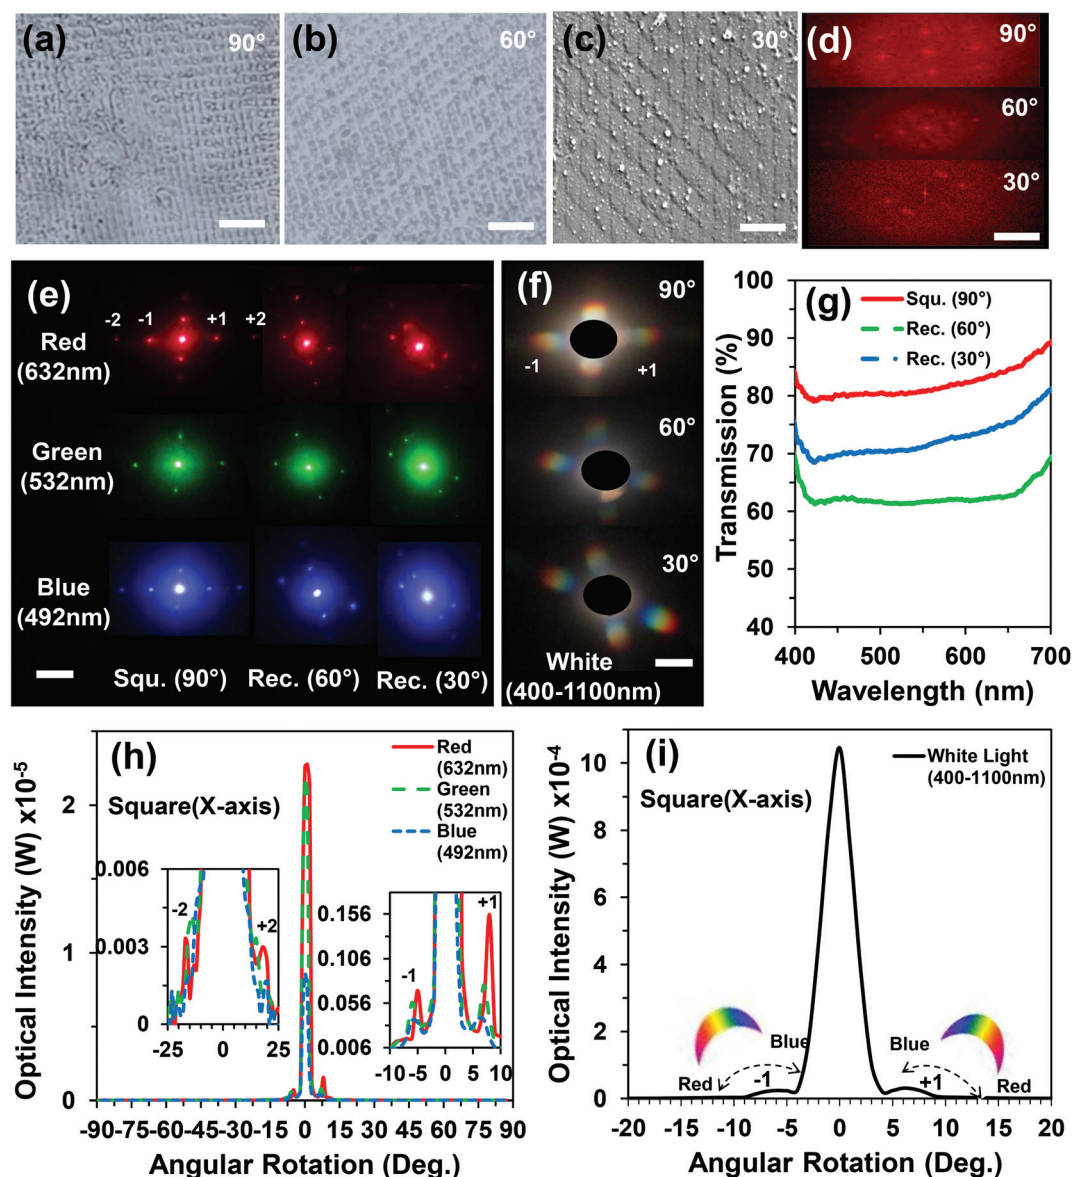 (a)
90°
(b)
60°
(c)
30°
(d)
90°
60°
30°
(e)
Red
(632nm)
-2
-1
+1
+2
Green
(532nm)
Blue
(492nm)
Squ. (90°)
Rec. (60°)
Rec. (30°)
(f)
90°
-1
+1
60°
30°
White
(400-1100nm)
(g)
Squ. (90°)
Rec. (60°)
Rec. (30°)
Transmission (%)
100
90
80
70
60
50
40
400
500
600
700
Wavelength (nm)
(h)
Red
(632nm)
Green
(532nm)
Blue
(492nm)
Square(X-axis)
Optical Intensity (W) x10-5
2
1
0
0.006
0.003
0
-2
+2
-25
0
25
0.156
0.106
0.056
0.006
-1
+1
-10
-5
0
5
10
-90-75-60-45-30-15 0 15 30 45 60 75 90
Angular Rotation (Deg.)
(i)
White Light
(400-1100nm)
Square(X-axis)
Optical Intensity (W) x10-4
10
8
6
4
2
0
Blue
Red
-1
Blue
+1
Red
-20 -15 -10 -5 0 5 10 15 20
Angular Rotation (Deg.)